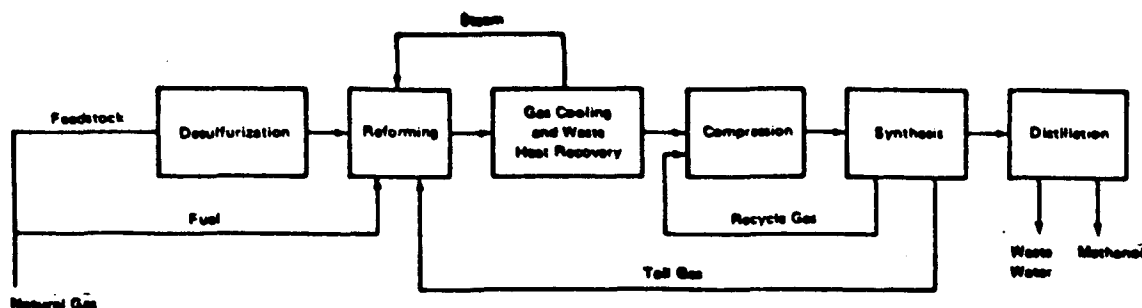 Steam
Feedstock
Desulfurization
Reforming
Gas Cooling
and Waste
Heat Recovery
Compression
Synthesis
Distillation
Fuel
Recycle Gas
Tail Gas
Waste
Water
Methanol
Natural Gas